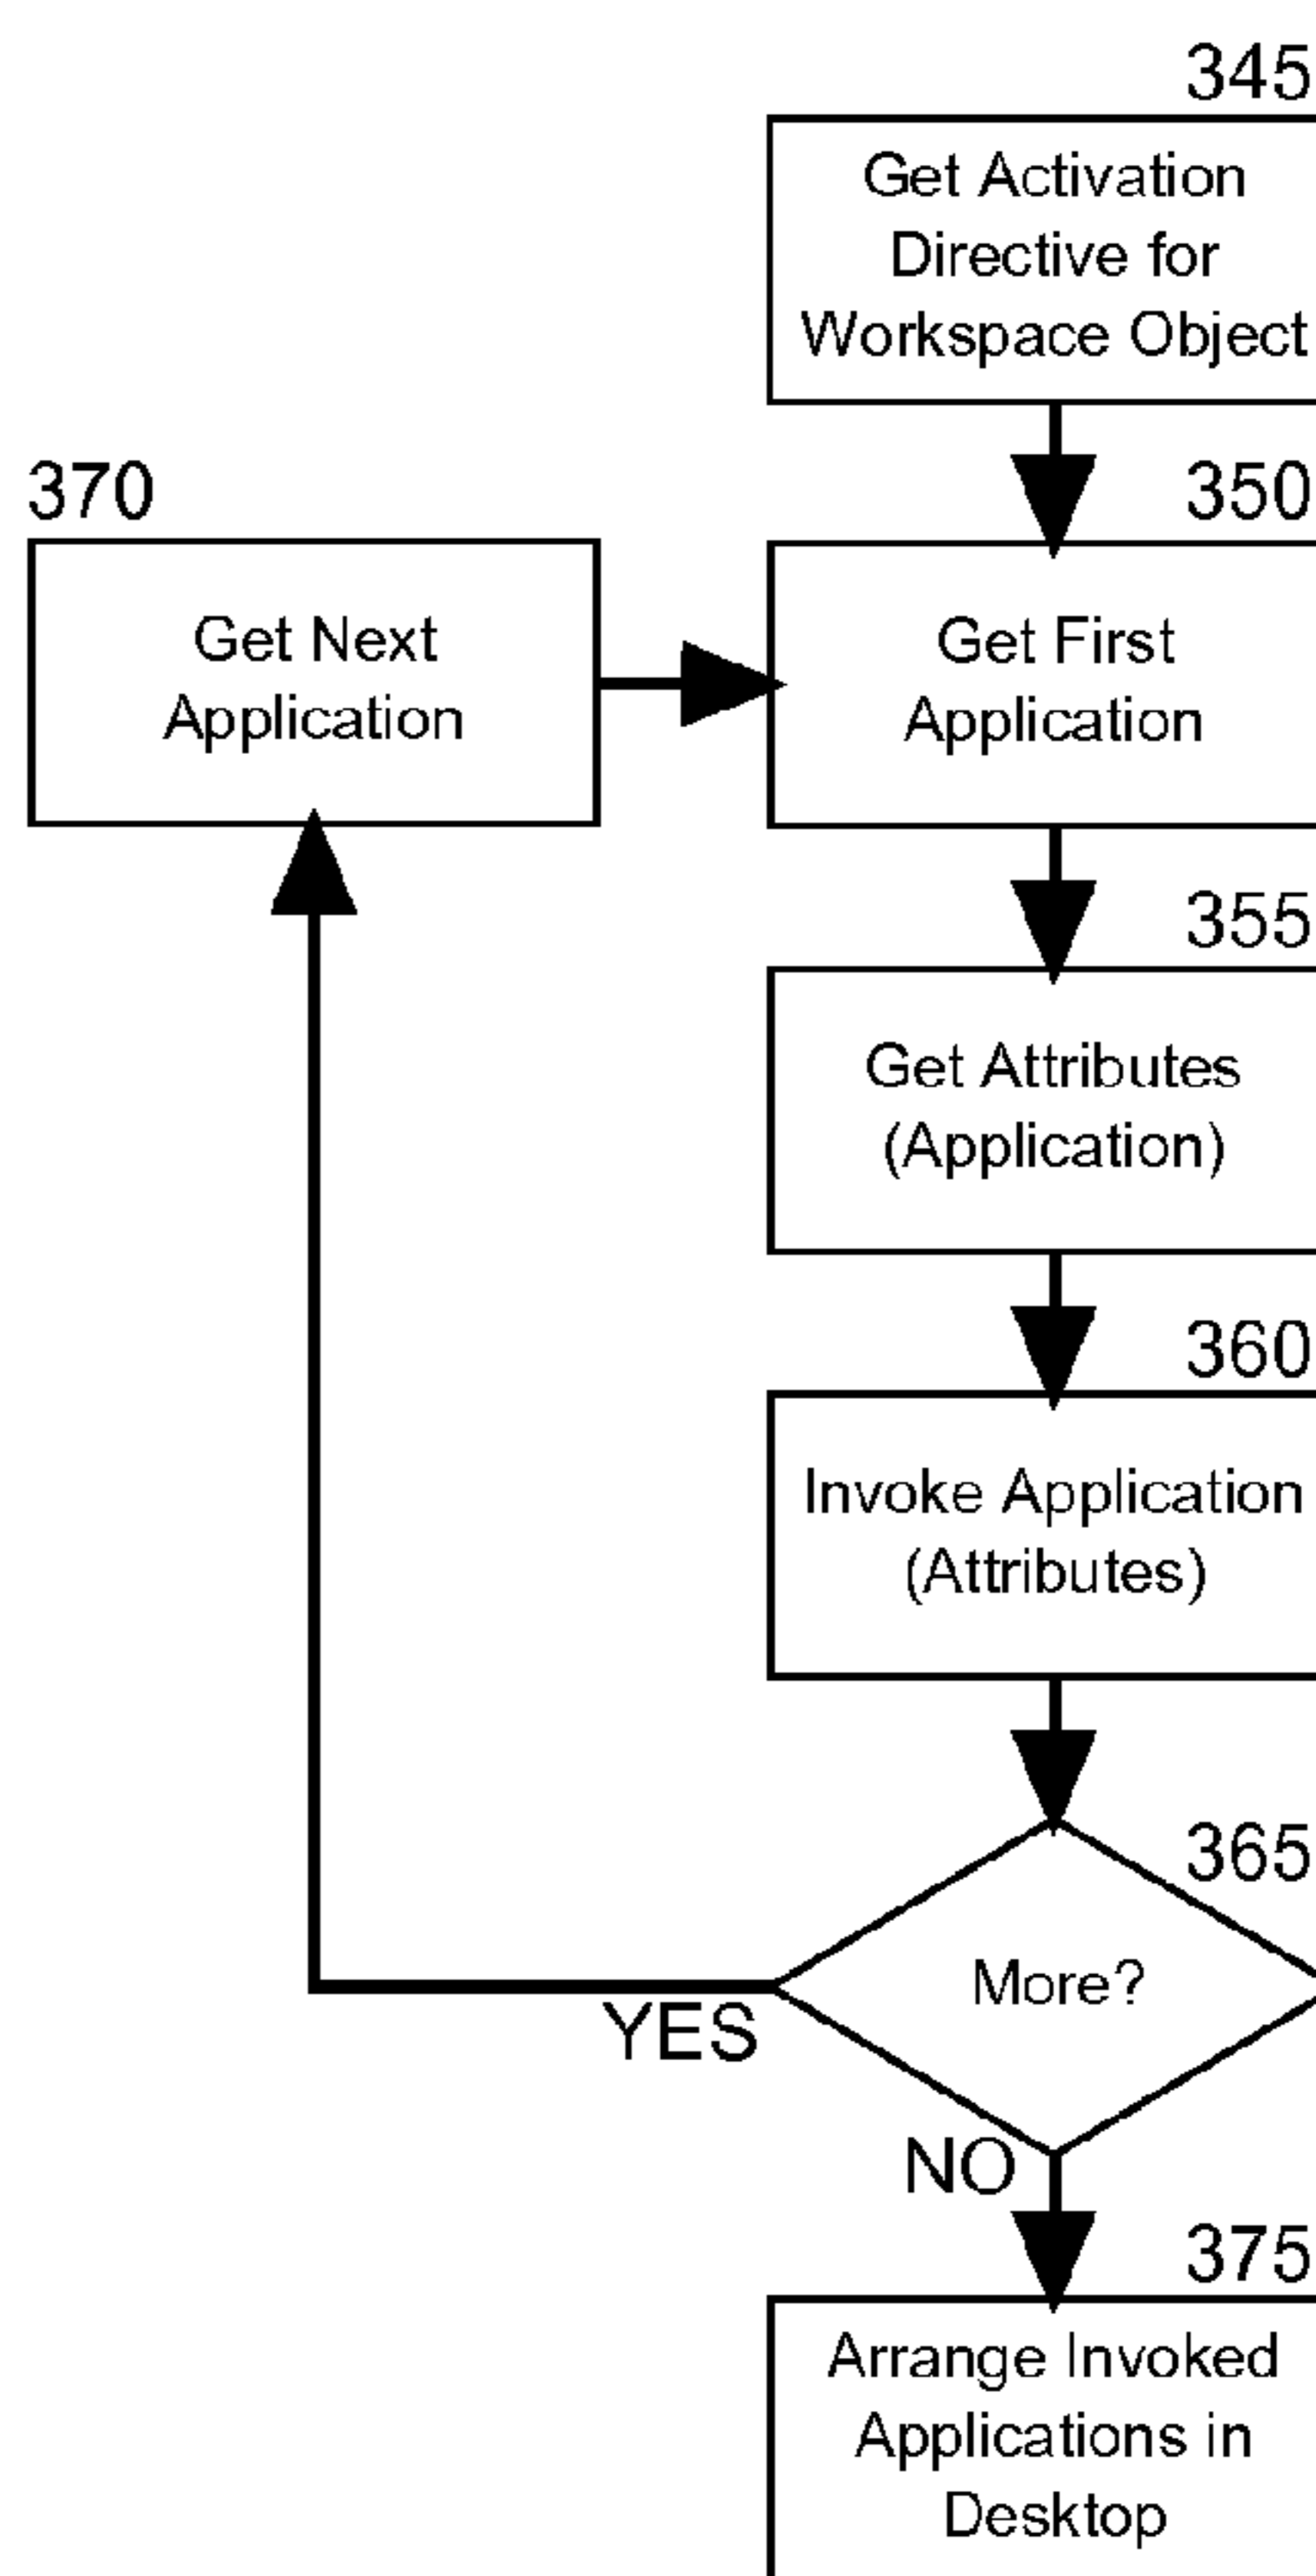 345
Get Activation
Directive for
Workspace Object
370
350
Get Next
Application
Get First
Application
355
Get Attributes
(Application)
360
Invoke Application
(Attributes)
365
More?
YES
NO
375
Arrange Invoked
Applications in
Desktop